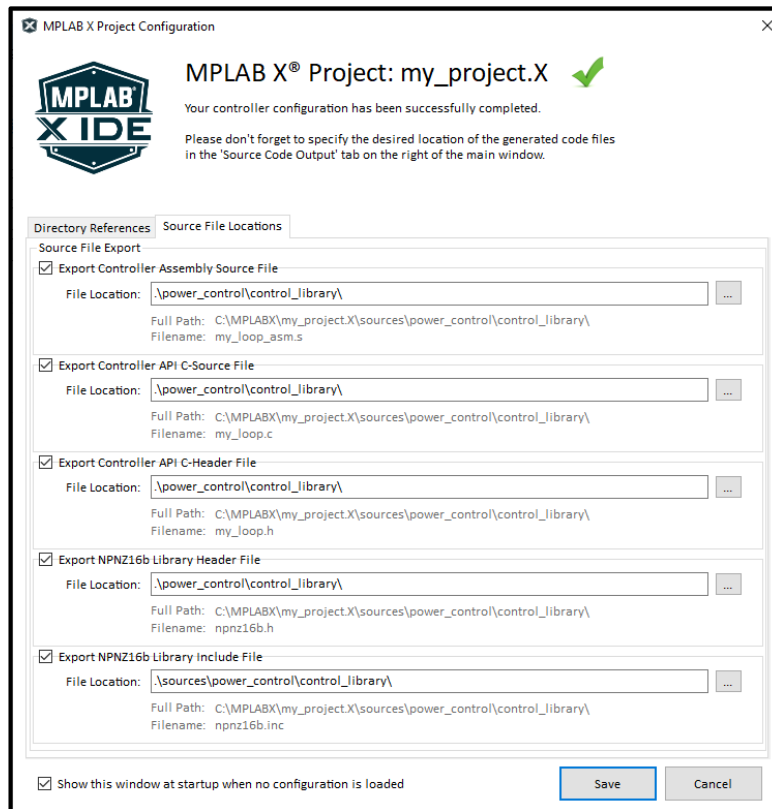 MPLAB X Project Configuration
MPLAB®
X IDE
MPLAB X® Project: my_project.X
Your controller configuration has been successfully completed.
Please don't forget to specify the desired location of the generated code files
in the 'Source Code Output' tab on the right of the main window.
Directory References Source File Locations
Source File Export
Export Controller Assembly Source File
File Location: .\power_control\control_library\ ...
Full Path: C:\MPLABX\my_project.X\sources\power_control\control_library\
Filename: my_loop_asm.s
Export Controller API C-Source File
File Location: .\power_control\control_library\ ...
Full Path: C:\MPLABX\my_project.X\sources\power_control\control_library\
Filename: my_loop.c
Export Controller API C-Header File
File Location: .\power_control\control_library\ ...
Full Path: C:\MPLABX\my_project.X\sources\power_control\control_library\
Filename: my_loop.h
Export NPNZ16b Library Header File
File Location: .\power_control\control_library\ ...
Full Path: C:\MPLABX\my_project.X\sources\power_control\control_library\
Filename: npnz16b.h
Export NPNZ16b Library Include File
File Location: .\sources\power_control\control_library\ ...
Full Path: C:\MPLABX\my_project.X\sources\power_control\control_library\
Filename: npnz16b.inc
Show this window at startup when no configuration is loaded Save Cancel